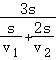 3s
s/v₁ + 2s/v₂